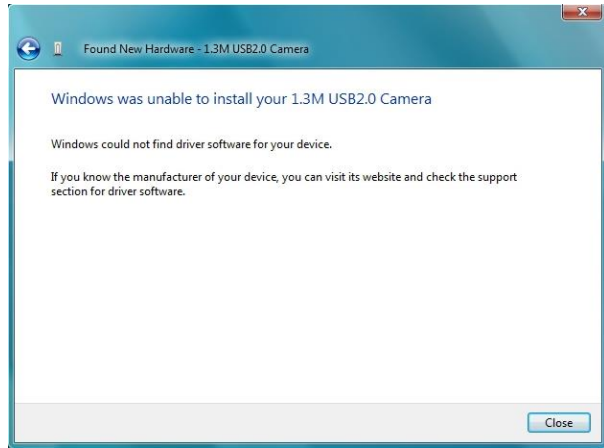 Found New Hardware - 1.3M USB2.0 Camera
Windows was unable to install your 1.3M USB2.0 Camera
Windows could not find driver software for your device.
If you know the manufacturer of your device, you can visit its website and check the support
section for driver software.
Close